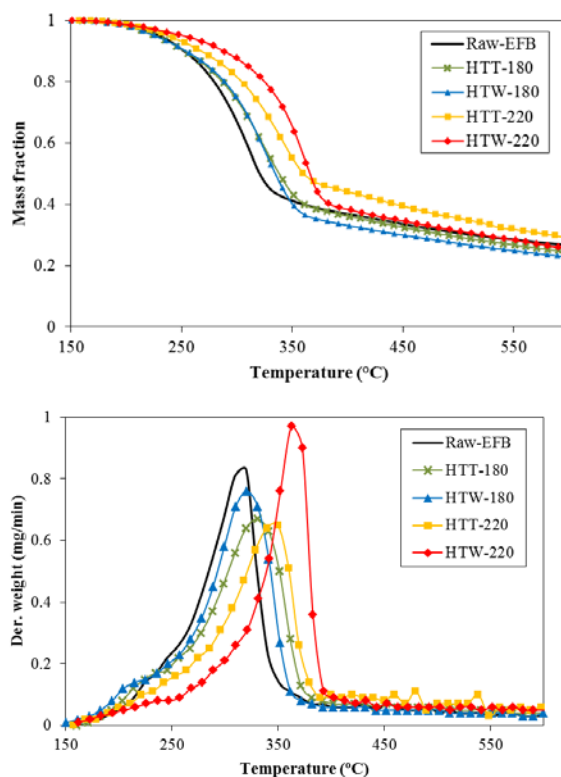 1
0.8
0.6
0.4
0.2
0
Mass fraction
Raw-EFB
HTT-180
HTW-180
HTT-220
HTW-220
150 250 350 450 550
Temperature (°C)
1
0.8
0.6
0.4
0.2
0
Der. weight (mg/min)
Raw-EFB
HTT-180
HTW-180
HTT-220
HTW-220
150 250 350 450 550
Temperature (°C)